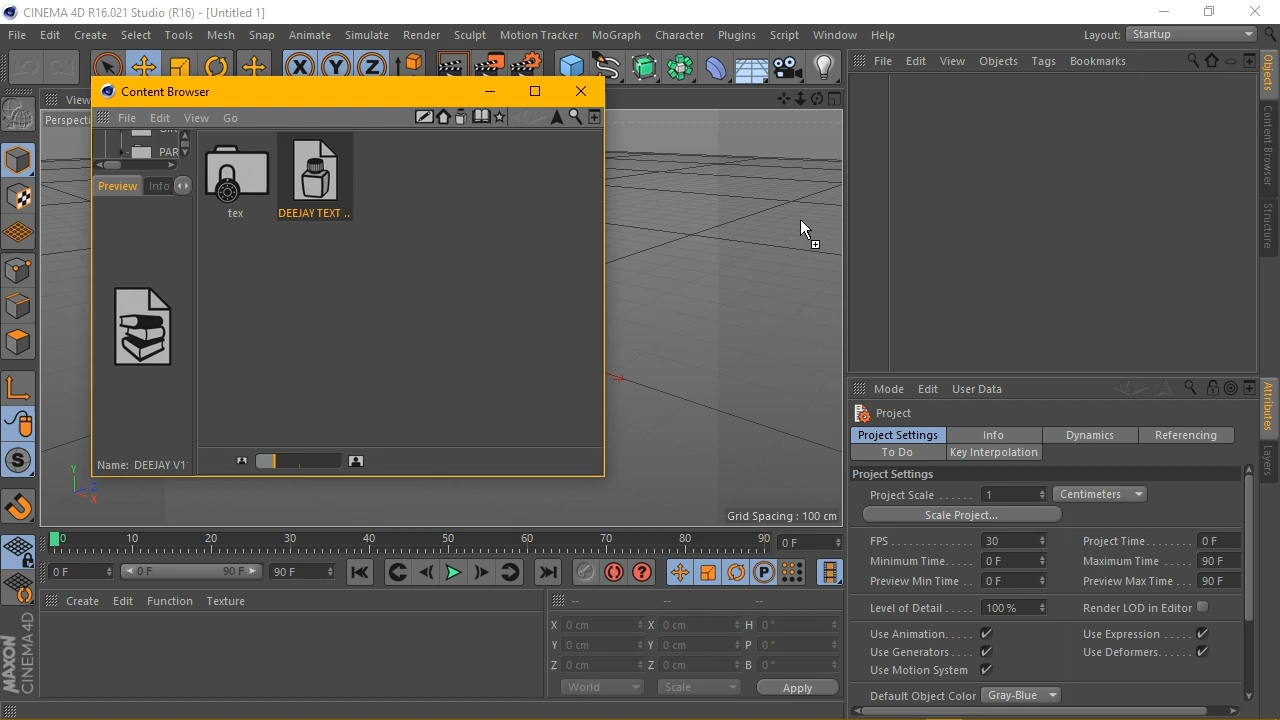 CINEMA 4D R16.021 Studio (R16) - [Untitled 1]
File Edit Create Select Tools Mesh Snap Animate Simulate Render Sculpt Motion Tracker MoGraph Character Plugins Script Window Help Layout: Startup
File Edit View Objects Tags Bookmarks
Objects
Content Browser
Structure
View
Perspecti
Content Browser
File Edit View Go
PAR
Preview Info
tex
DEEJAY TEXT ..
Name: DEEJAY V1
Y
Z
X
Grid Spacing : 100 cm
Mode Edit User Data
Attributes
Layers
Project
Project Settings Info Dynamics Referencing
To Do Key Interpolation
Project Settings
Project Scale ...... 1 Centimeters
Scale Project...
FPS.............. 30 Project Time........ 0 F
Minimum Time.... 0 F Maximum Time .... 90 F
Preview Min Time .. 0 F Preview Max Time ... 90 F
Level of Detail ..... 100 % Render LOD in Editor
Use Animation..... Use Expression .....
Use Generators .... Use Deformers......
Use Motion System
Default Object Color Gray-Blue
0 10 20 30 40 50 60 70 80 90 0 F
0 F 0 F 90 F 90 F
Create Edit Function Texture
-- -- --
X 0 cm X 0 cm H 0 °
Y 0 cm Y 0 cm P 0 °
Z 0 cm Z 0 cm B 0 °
World Scale Apply
MAXON
CINEMA 4D